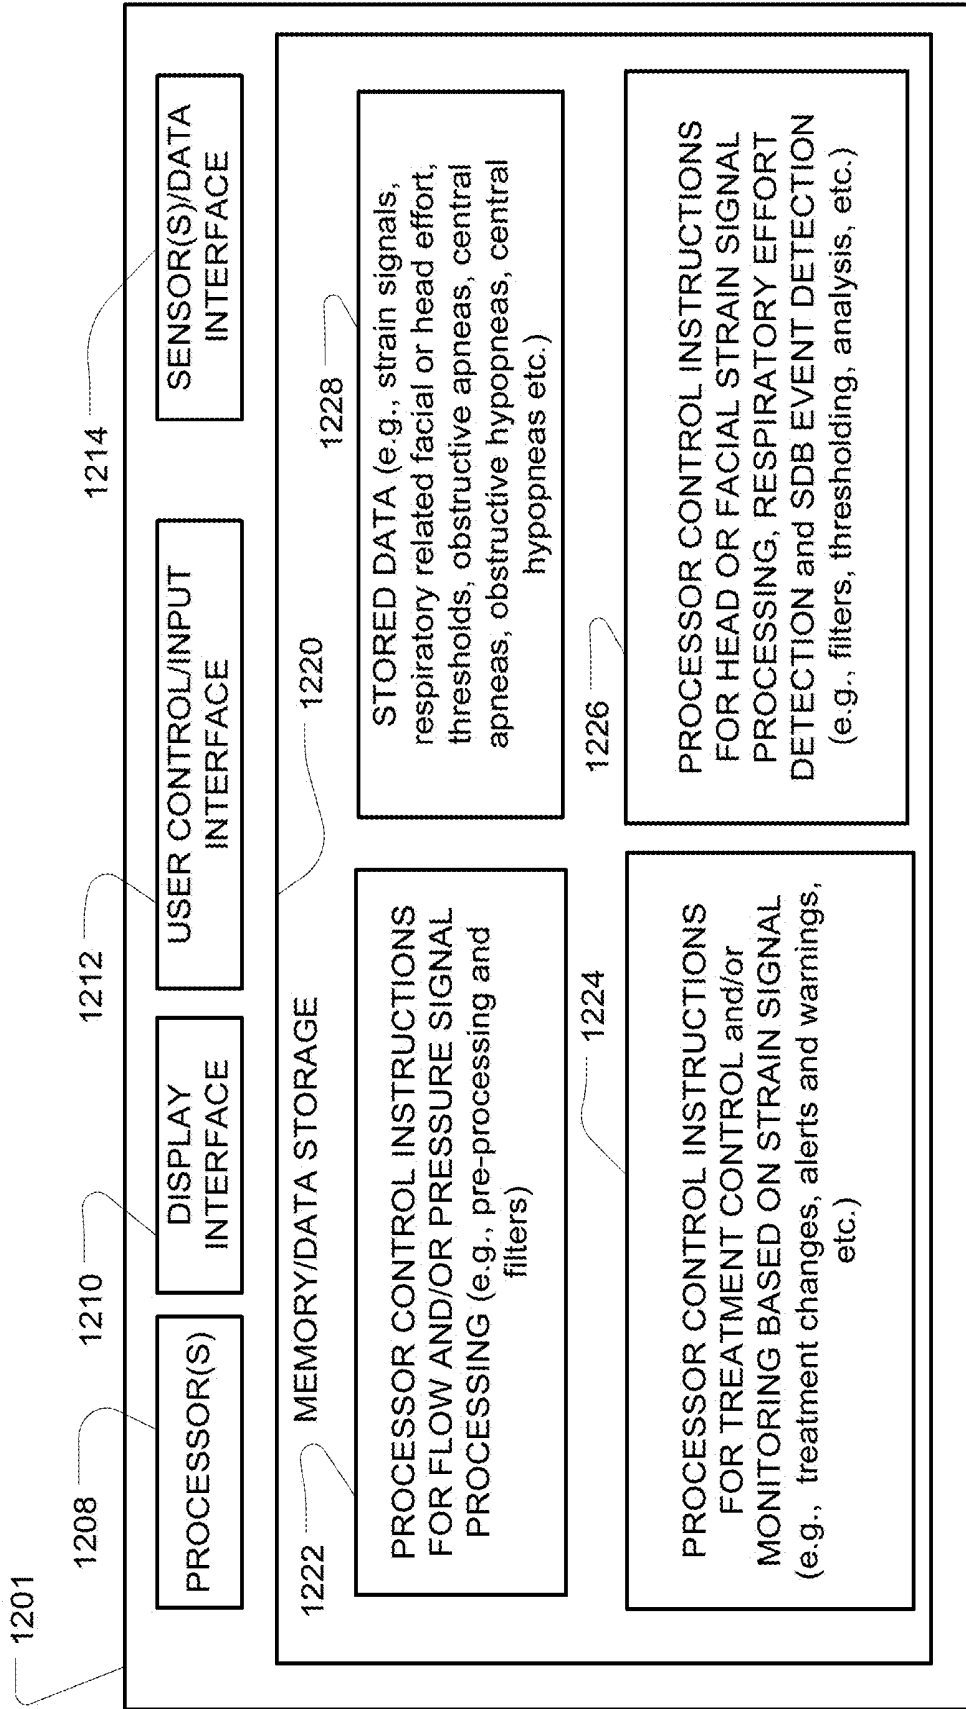 1201
1208
1210
1212
1214
PROCESSOR(S)
DISPLAY
INTERFACE
USER CONTROL/INPUT
INTERFACE
SENSOR(S)/DATA
INTERFACE
1220
MEMORY/DATA STORAGE
1222
PROCESSOR CONTROL INSTRUCTIONS
FOR FLOW AND/OR PRESSURE SIGNAL
PROCESSING (e.g., pre-processing and
filters)
1228
STORED DATA (e.g., strain signals,
respiratory related facial or head effort,
thresholds, obstructive apneas, central
apneas, obstructive hypopneas, central
hypopneas etc.)
1224
PROCESSOR CONTROL INSTRUCTIONS
FOR TREATMENT CONTROL and/or
MONITORING BASED ON STRAIN SIGNAL
(e.g., treatment changes, alerts and warnings,
etc.)
1226
PROCESSOR CONTROL INSTRUCTIONS
FOR HEAD OR FACIAL STRAIN SIGNAL
PROCESSING, RESPIRATORY EFFORT
DETECTION and SDB EVENT DETECTION
(e.g., filters, thresholding, analysis, etc.)